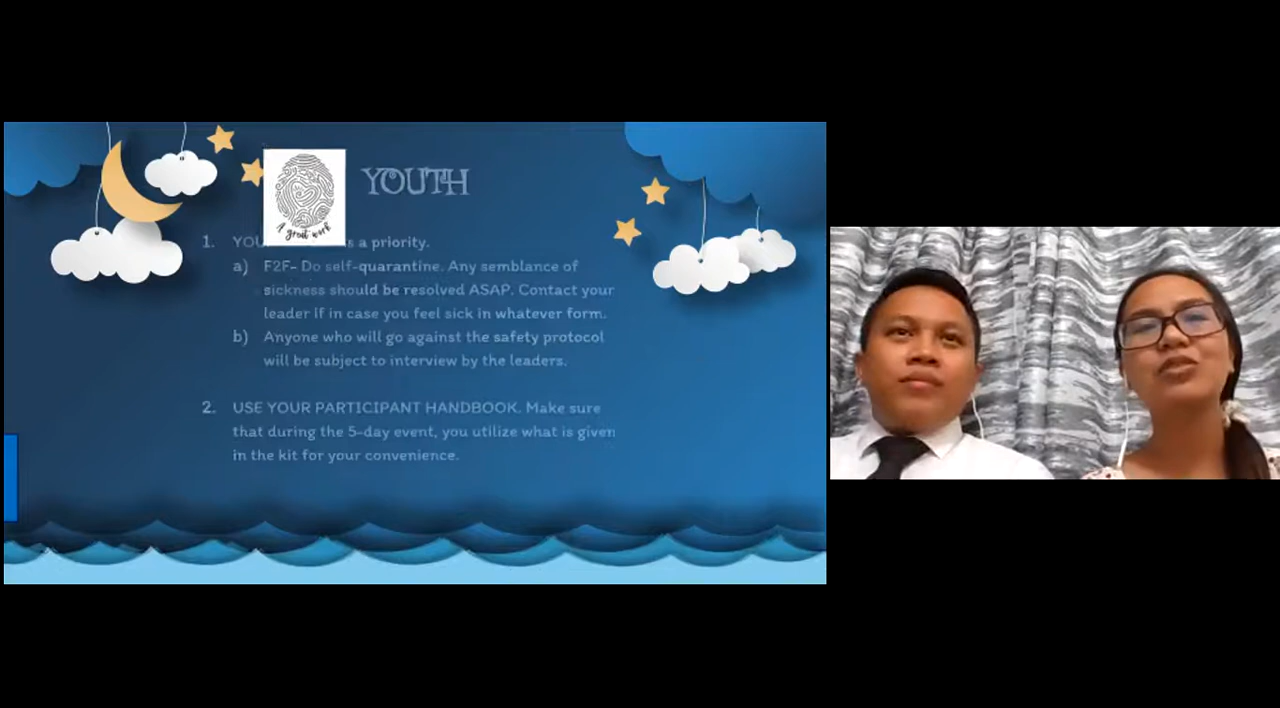 YOUTH
A great work
1. YOU s a priority.
a) F2F- Do self-quarantine. Any semblance of
sickness should be resolved ASAP. Contact your
leader if in case you feel sick in whatever form.
b) Anyone who will go against the safety protocol
will be subject to interview by the leaders.
2. USE YOUR PARTICIPANT HANDBOOK. Make sure
that during the 5-day event, you utilize what is given
in the kit for your convenience.